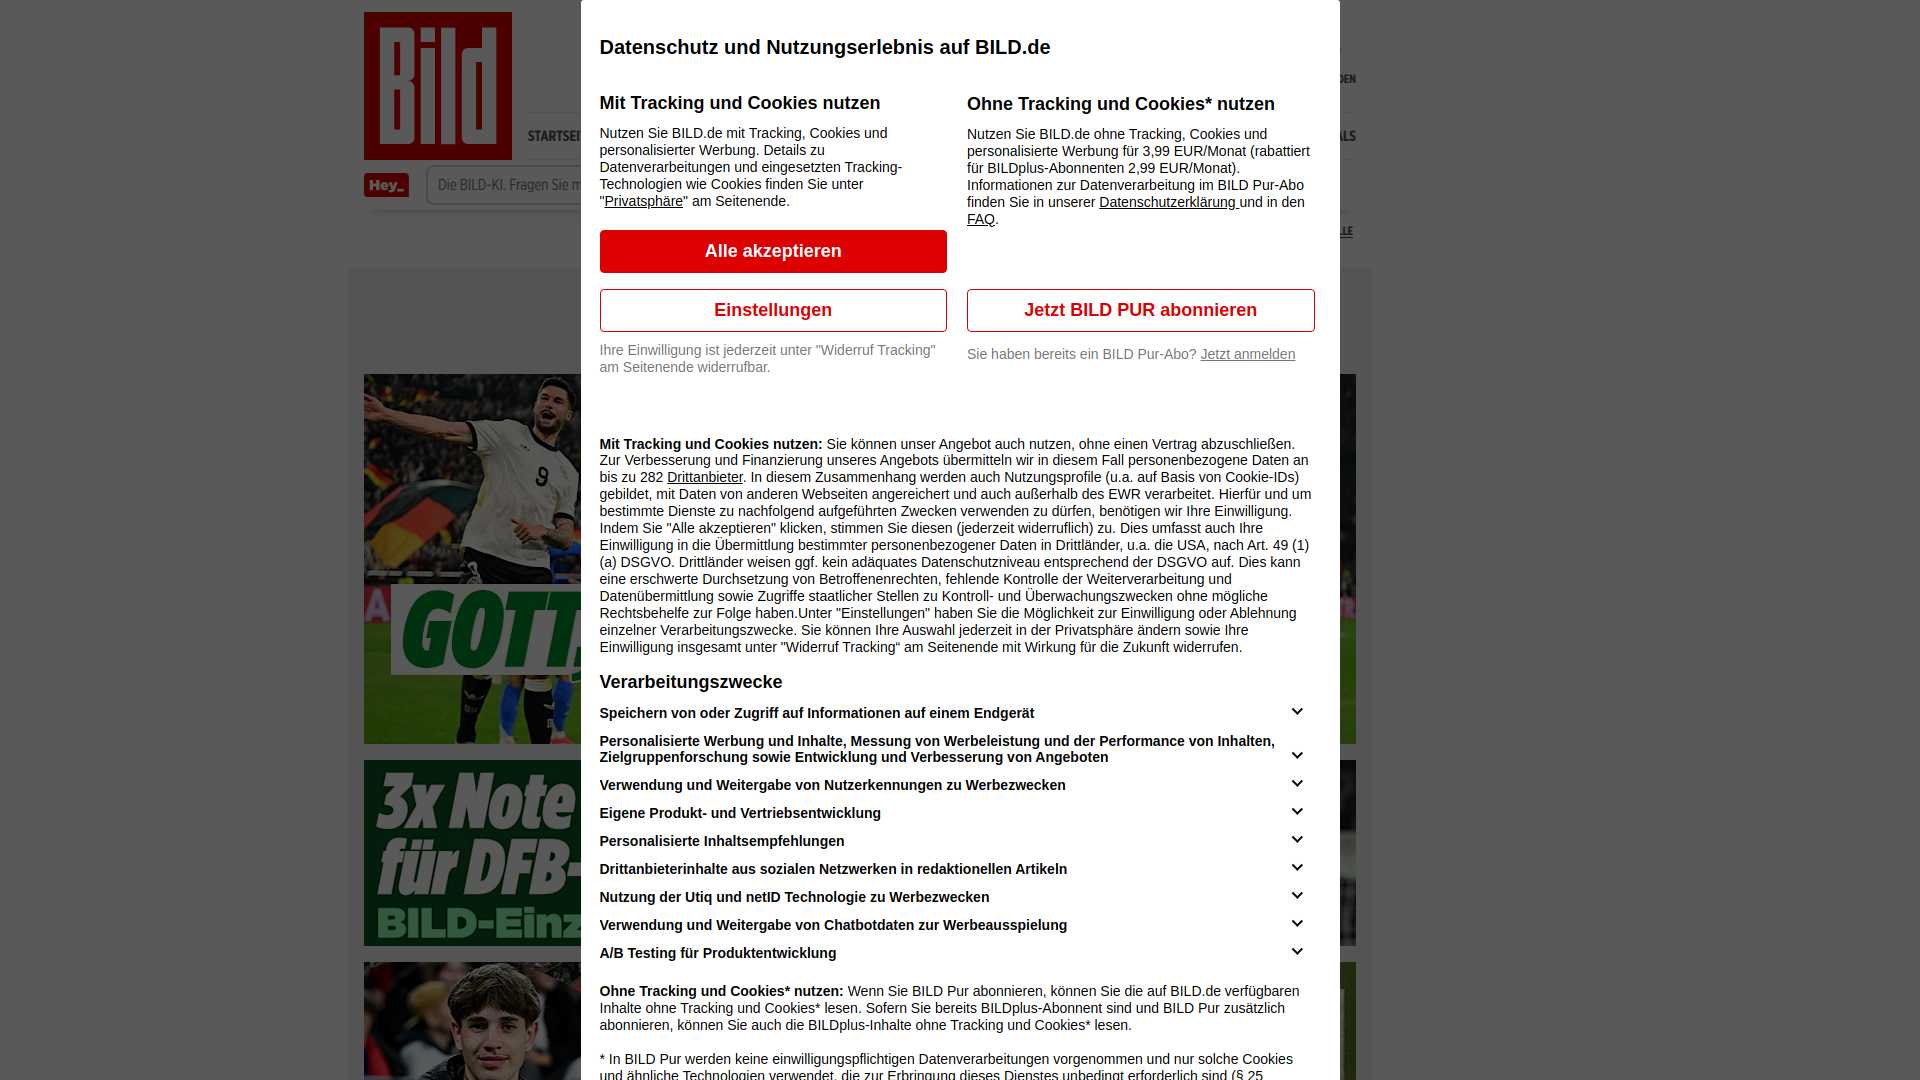 Bild
Datenschutz und Nutzungserlebnis auf BILD.de
DEN
STARTSEI
ALS
Hey_
Die BILD-KI. Fragen Sie m
LLE
Mit Tracking und Cookies nutzen
Nutzen Sie BILD.de mit Tracking, Cookies und
personalisierter Werbung. Details zu
Datenverarbeitungen und eingesetzten Tracking-
Technologien wie Cookies finden Sie unter
"Privatsphäre" am Seitenende.
Alle akzeptieren
Einstellungen
Ihre Einwilligung ist jederzeit unter "Widerruf Tracking"
am Seitenende widerrufbar.
Ohne Tracking und Cookies* nutzen
Nutzen Sie BILD.de ohne Tracking, Cookies und
personalisierte Werbung für 3,99 EUR/Monat (rabattiert
für BILDplus-Abonnenten 2,99 EUR/Monat).
Informationen zur Datenverarbeitung im BILD Pur-Abo
finden Sie in unserer Datenschutzerklärung und in den
FAQ.
Jetzt BILD PUR abonnieren
Sie haben bereits ein BILD Pur-Abo? Jetzt anmelden
9
GOTT
3x Note
für DFB-
BILD-Einz
Mit Tracking und Cookies nutzen: Sie können unser Angebot auch nutzen, ohne einen Vertrag abzuschließen.
Zur Verbesserung und Finanzierung unseres Angebots übermitteln wir in diesem Fall personenbezogene Daten an
bis zu 282 Drittanbieter. In diesem Zusammenhang werden auch Nutzungsprofile (u.a. auf Basis von Cookie-IDs)
gebildet, mit Daten von anderen Webseiten angereichert und auch außerhalb des EWR verarbeitet. Hierfür und um
bestimmte Dienste zu nachfolgend aufgeführten Zwecken verwenden zu dürfen, benötigen wir Ihre Einwilligung.
Indem Sie "Alle akzeptieren" klicken, stimmen Sie diesen (jederzeit widerruflich) zu. Dies umfasst auch Ihre
Einwilligung in die Übermittlung bestimmter personenbezogener Daten in Drittländer, u.a. die USA, nach Art. 49 (1)
(a) DSGVO. Drittländer weisen ggf. kein adäquates Datenschutzniveau entsprechend der DSGVO auf. Dies kann
eine erschwerte Durchsetzung von Betroffenenrechten, fehlende Kontrolle der Weiterverarbeitung und
Datenübermittlung sowie Zugriffe staatlicher Stellen zu Kontroll- und Überwachungszwecken ohne mögliche
Rechtsbehelfe zur Folge haben.Unter "Einstellungen" haben Sie die Möglichkeit zur Einwilligung oder Ablehnung
einzelner Verarbeitungszwecke. Sie können Ihre Auswahl jederzeit in der Privatsphäre ändern sowie Ihre
Einwilligung insgesamt unter "Widerruf Tracking“ am Seitenende mit Wirkung für die Zukunft widerrufen.
Verarbeitungszwecke
Speichern von oder Zugriff auf Informationen auf einem Endgerät
Personalisierte Werbung und Inhalte, Messung von Werbeleistung und der Performance von Inhalten,
Zielgruppenforschung sowie Entwicklung und Verbesserung von Angeboten
Verwendung und Weitergabe von Nutzerkennungen zu Werbezwecken
Eigene Produkt- und Vertriebsentwicklung
Personalisierte Inhaltsempfehlungen
Drittanbieterinhalte aus sozialen Netzwerken in redaktionellen Artikeln
Nutzung der Utiq und netID Technologie zu Werbezwecken
Verwendung und Weitergabe von Chatbotdaten zur Werbeausspielung
A/B Testing für Produktentwicklung
Ohne Tracking und Cookies* nutzen: Wenn Sie BILD Pur abonnieren, können Sie die auf BILD.de verfügbaren
Inhalte ohne Tracking und Cookies* lesen. Sofern Sie bereits BILDplus-Abonnent sind und BILD Pur zusätzlich
abonnieren, können Sie auch die BILDplus-Inhalte ohne Tracking und Cookies* lesen.
* In BILD Pur werden keine einwilligungspflichtigen Datenverarbeitungen vorgenommen und nur solche Cookies
und ähnliche Technologien verwendet, die zur Erbringung dieses Dienstes unbedingt erforderlich sind (§ 25